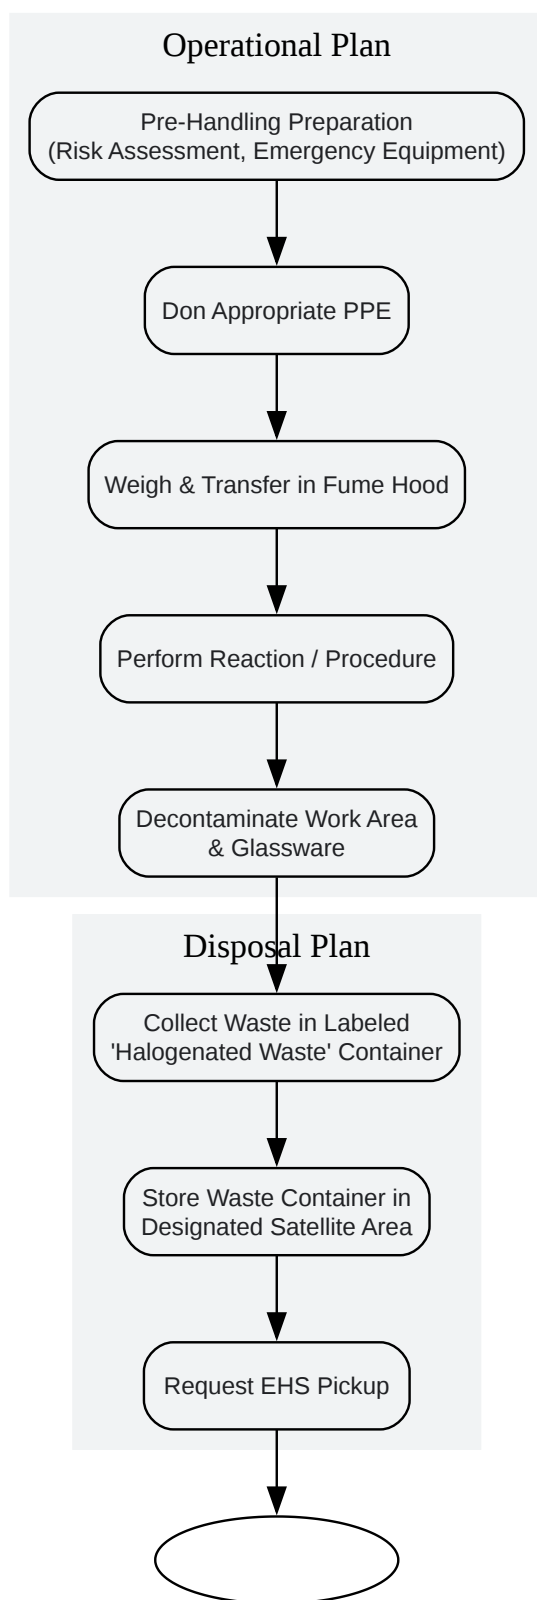 Operational Plan
Pre-Handling Preparation
(Risk Assessment, Emergency Equipment)
Don Appropriate PPE
Weigh & Transfer in Fume Hood
Perform Reaction / Procedure
Decontaminate Work Area
& Glassware
Disposal Plan
Collect Waste in Labeled
'Halogenated Waste' Container
Store Waste Container in
Designated Satellite Area
Request EHS Pickup